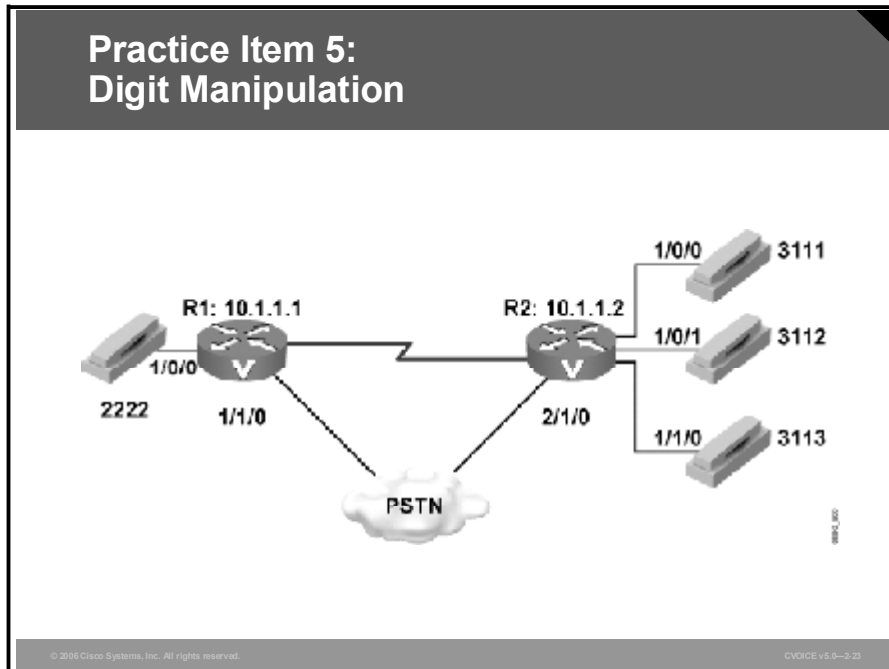 Practice Item 5:
Digit Manipulation
1/0/0
3111
R1: 10.1.1.1
R2: 10.1.1.2
1/0/0
V
V
1/0/1
3112
2222
1/1/0
2/1/0
1/1/0
3113
PSTN
© 2006 Cisco Systems, Inc. All rights reserved.
CVOICE v5.0—2-23